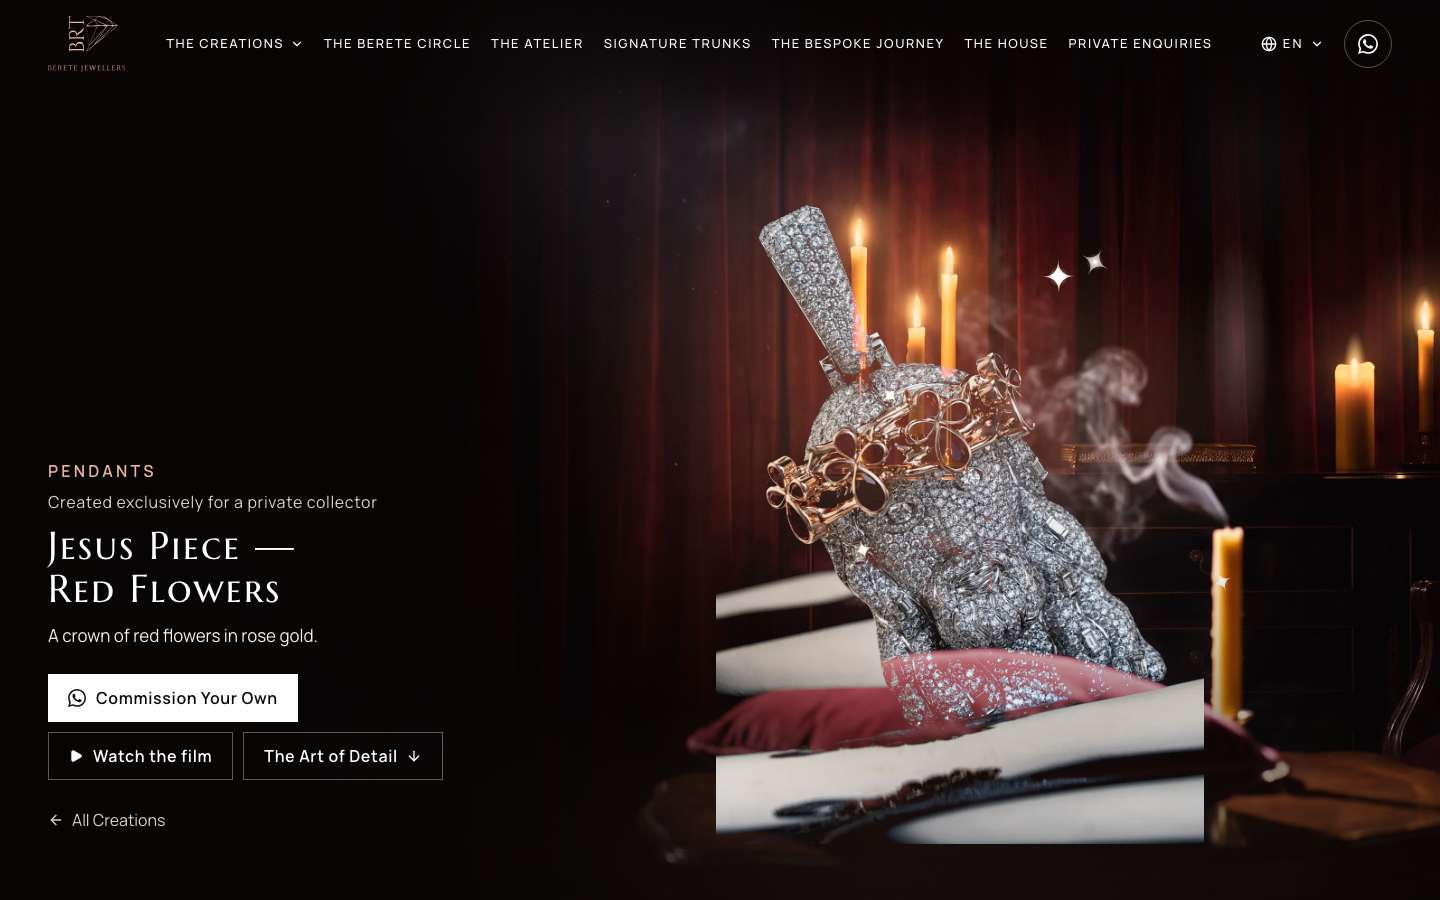 BRT
BERETE JEWELLERS
THE CREATIONS
THE BERETE CIRCLE
THE ATELIER
SIGNATURE TRUNKS
THE BESPOKE JOURNEY
THE HOUSE
PRIVATE ENQUIRIES
EN
PENDANTS
Created exclusively for a private collector
Jesus Piece —
Red Flowers
A crown of red flowers in rose gold.
Commission Your Own
Watch the film
The Art of Detail ↓
← All Creations